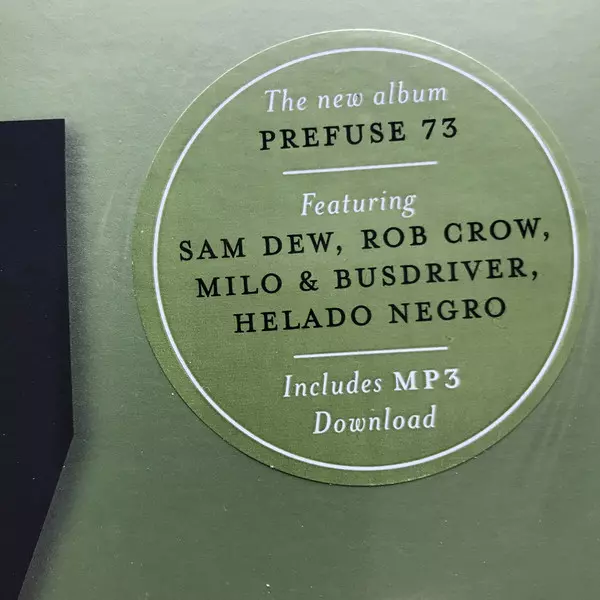 The new album
PREFUSE 73
Featuring
SAM DEW, ROB CROW,
MILO & BUSDRIVER,
HELADO NEGRO
Includes MP3
Download